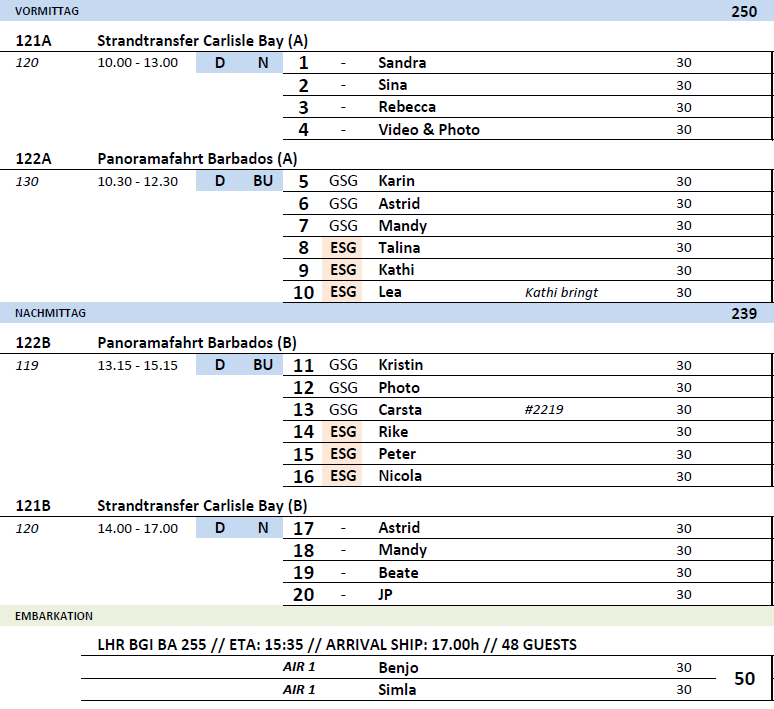 VORMITTAG 250
121A Strandtransfer Carlisle Bay (A)
120 10.00 - 13.00 D N 1 - Sandra 30
2 - Sina 30
3 - Rebecca 30
4 - Video & Photo 30
122A Panoramafahrt Barbados (A)
130 10.30 - 12.30 D BU 5 GSG Karin 30
6 GSG Astrid 30
7 GSG Mandy 30
8 ESG Talina 30
9 ESG Kathi 30
10 ESG Lea Kathi bringt 30
NACHMITTAG 239
122B Panoramafahrt Barbados (B)
119 13.15 - 15.15 D BU 11 GSG Kristin 30
12 GSG Photo 30
13 GSG Carsta #2219 30
14 ESG Rike 30
15 ESG Peter 30
16 ESG Nicola 30
121B Strandtransfer Carlisle Bay (B)
120 14.00 - 17.00 D N 17 - Astrid 30
18 - Mandy 30
19 - Beate 30
20 - JP 30
EMBARKATION
LHR BGI BA 255 // ETA: 15:35 // ARRIVAL SHIP: 17.00h // 48 GUESTS
AIR 1 Benjo 30 50
AIR 1 Simla 30